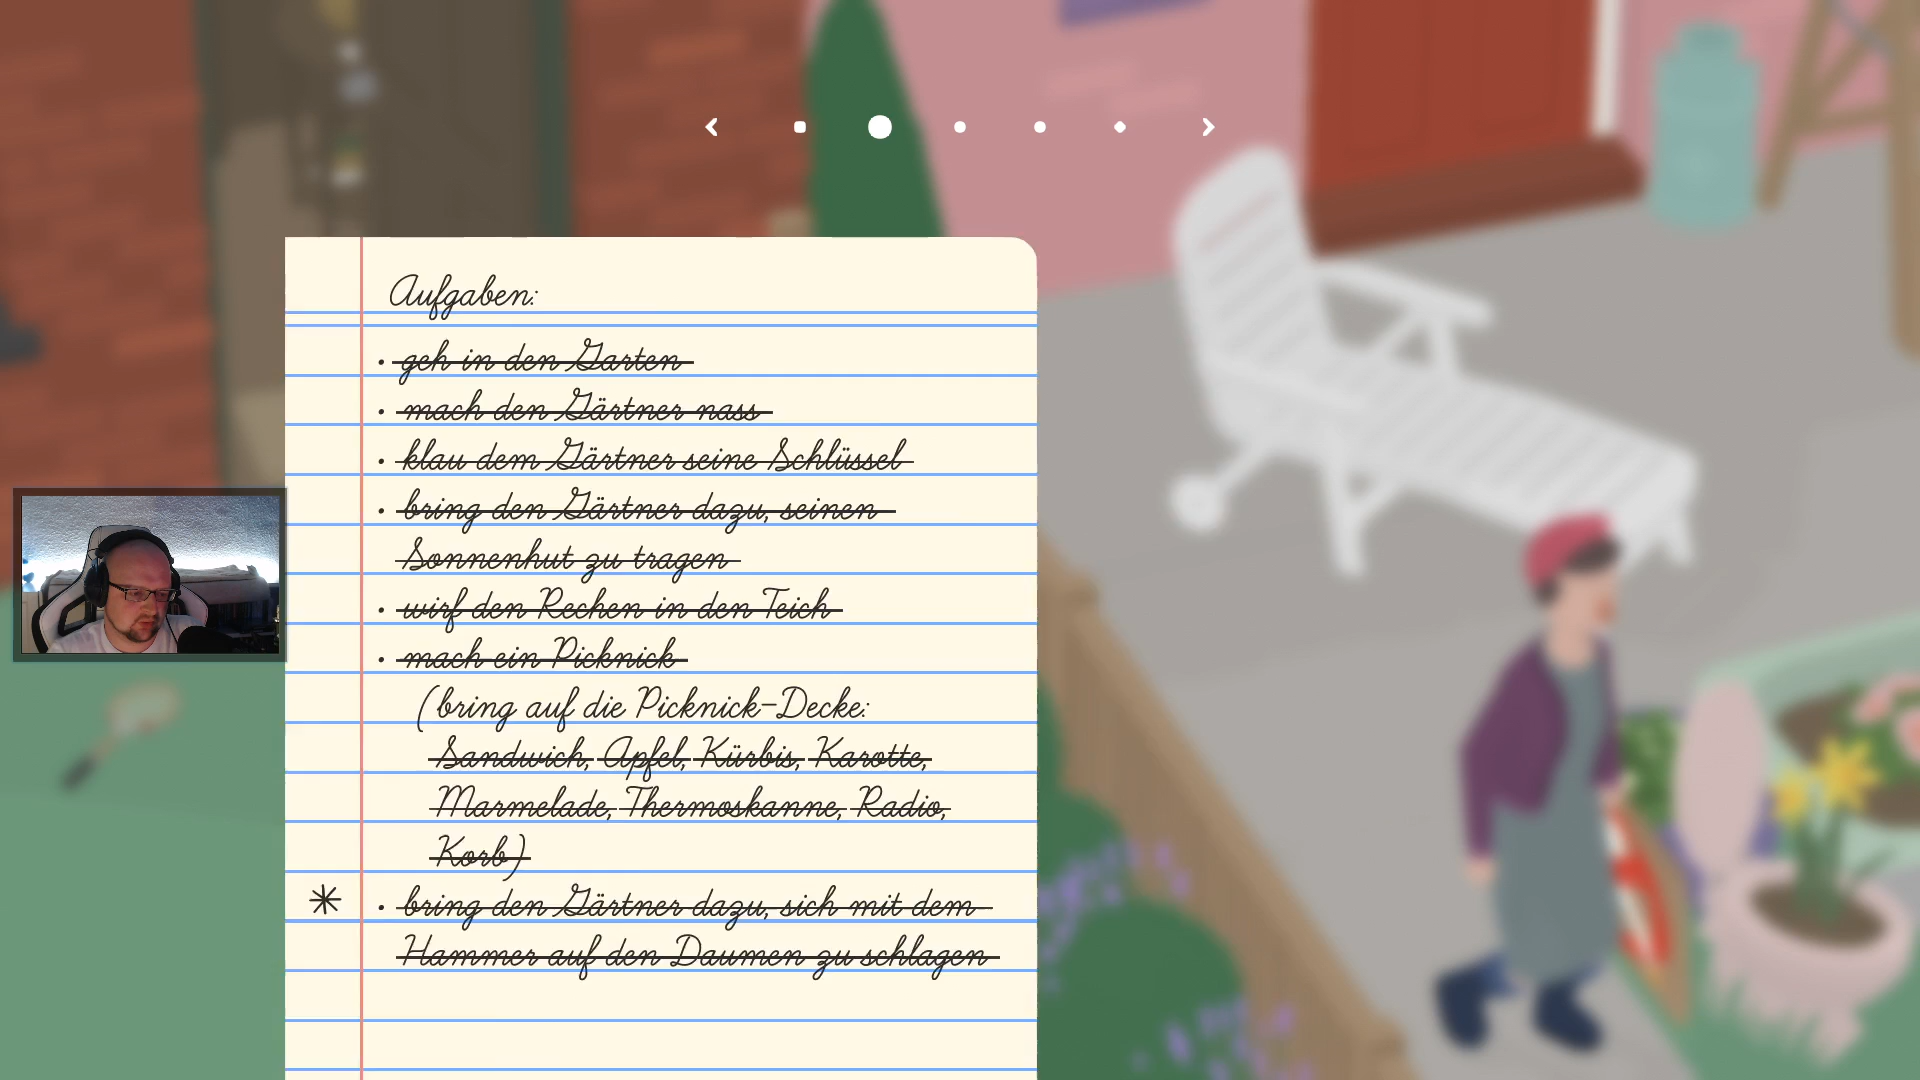 Aufgaben:
• geh in den Garten
• mach den Gärtner nass
• klau dem Gärtner seine Schlüssel
• bring den Gärtner dazu, seinen
Sonnenhut zu tragen
• wirf den Rechen in den Teich
• mach ein Picknick
(bring auf die Picknick-Decke:
Sandwich, Apfel, Kürbis, Karotte,
Marmelade, Thermoskanne, Radio,
Korb)
• bring den Gärtner dazu, sich mit dem
Hammer auf den Daumen zu schlagen